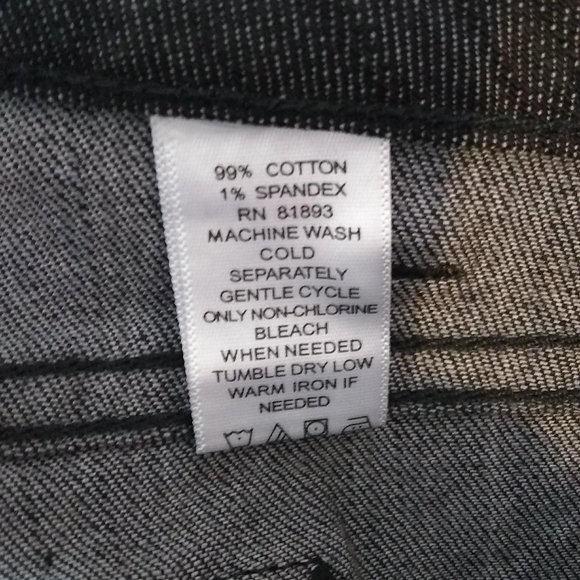 99% COTTON
1% SPANDEX
RN 81893
MACHINE WASH
COLD
SEPARATELY
GENTLE CYCLE
ONLY NON-CHLORINE
BLEACH
WHEN NEEDED
TUMBLE DRY LOW
WARM IRON IF
NEEDED